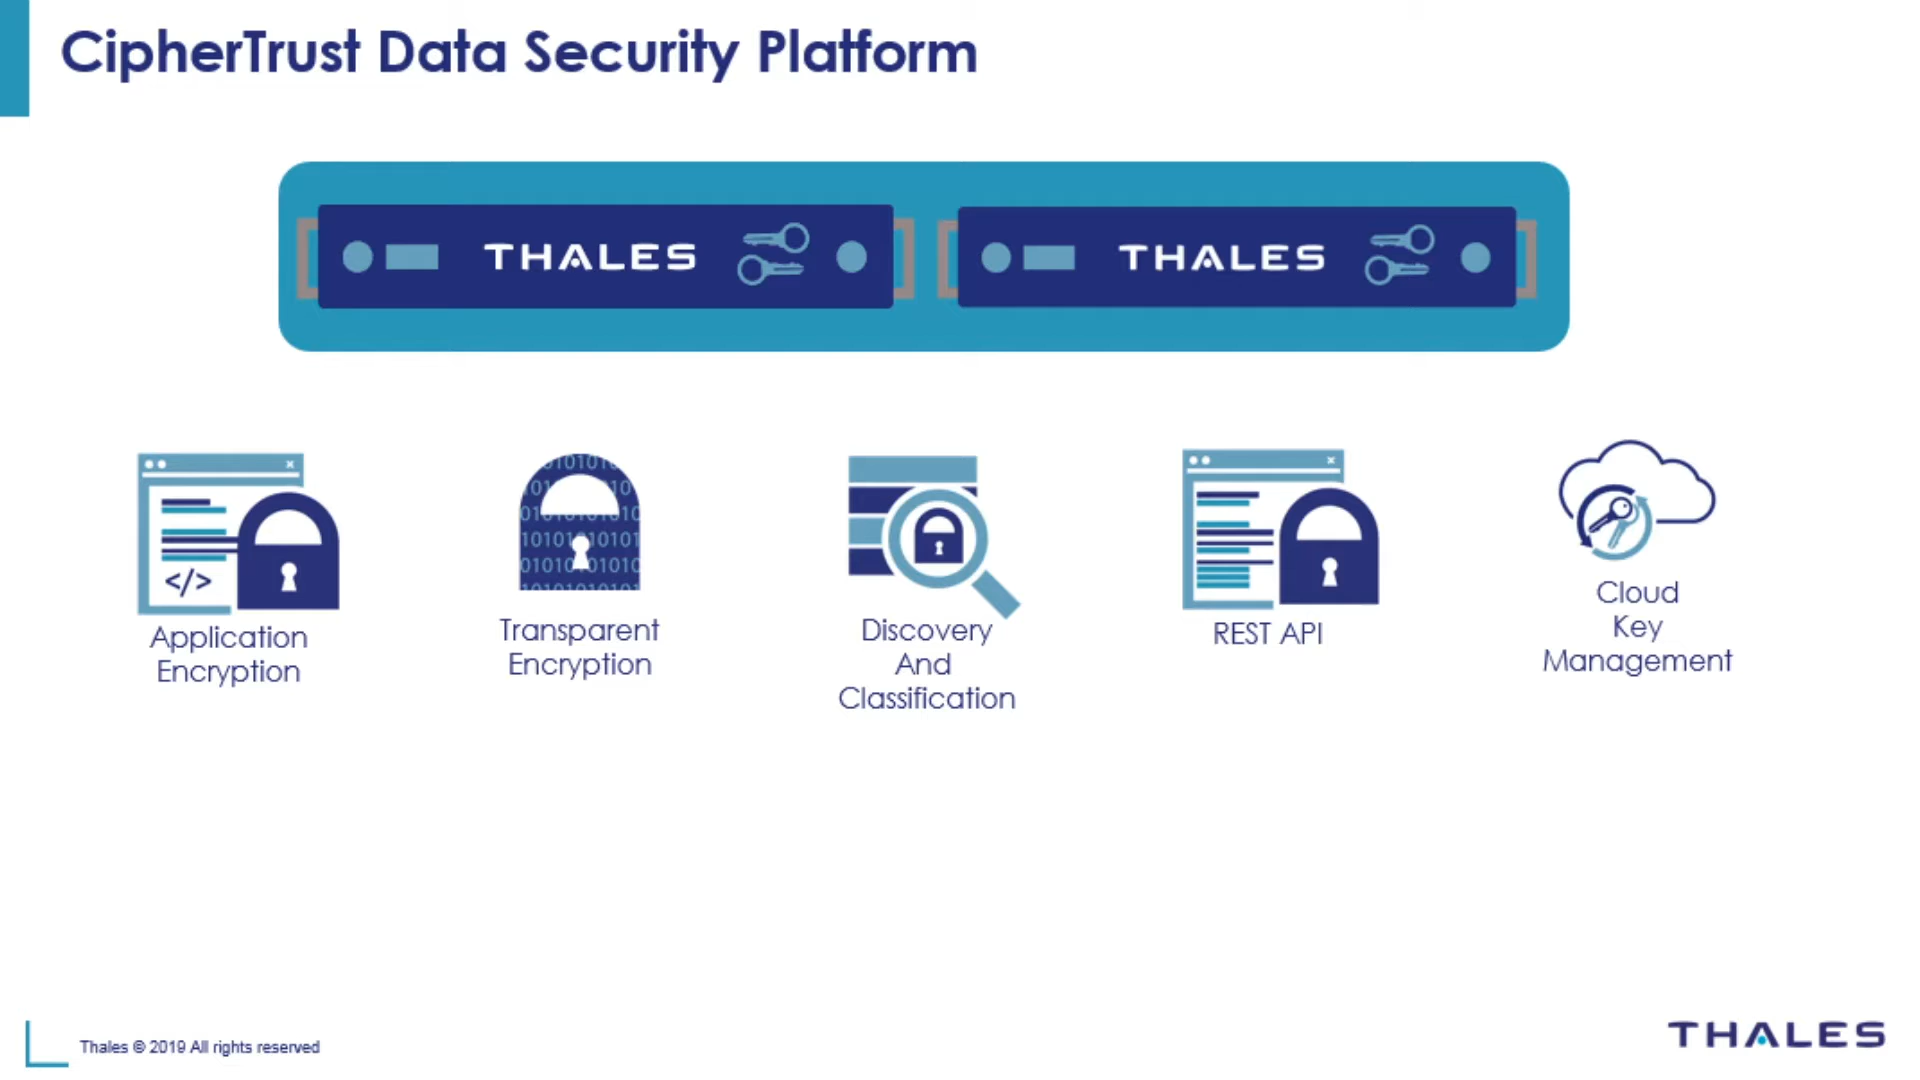 CipherTrust Data Security Platform
THALES
THALES
Application
Encryption
</>
Transparent
Encryption
Discovery
And
Classification
REST API
Cloud
Key
Management
Thales © 2019 All rights reserved
THALES